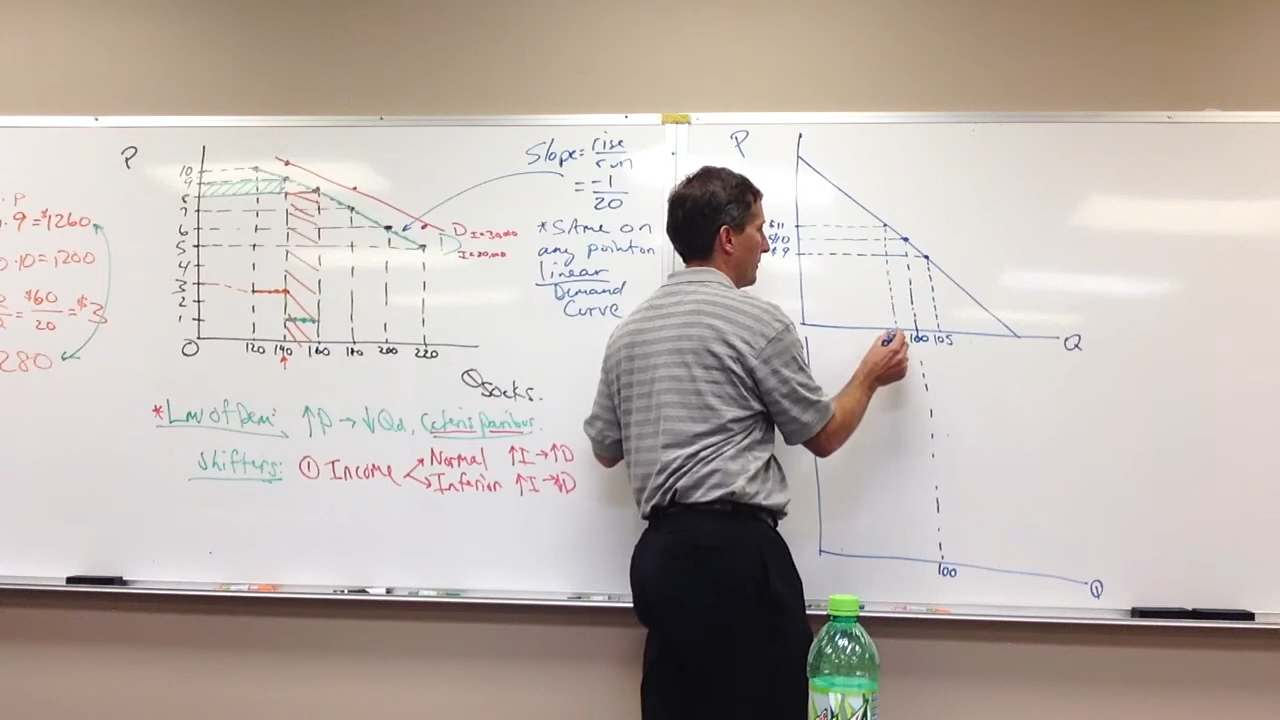 P
. 9 = $1260
. 10 = 1,200
$60
20
= $3
280
P
10
9
8
7
6
5
4
3
2
1
0
120 140 160 180 200 220
Q Socks.
D I=30,000
D I=20,000
Slope = rise
run
= -1
20
*SAme on
any point on
linear
Demand
Curve
*Law of Dem: ↑P → ↓Qd, Ceteris Paribus.
Shifters: ① Income
Normal ↑I→↑D
Inferior ↑I→↓D
P
$11
$10
$9
100 105
Q
100
Q